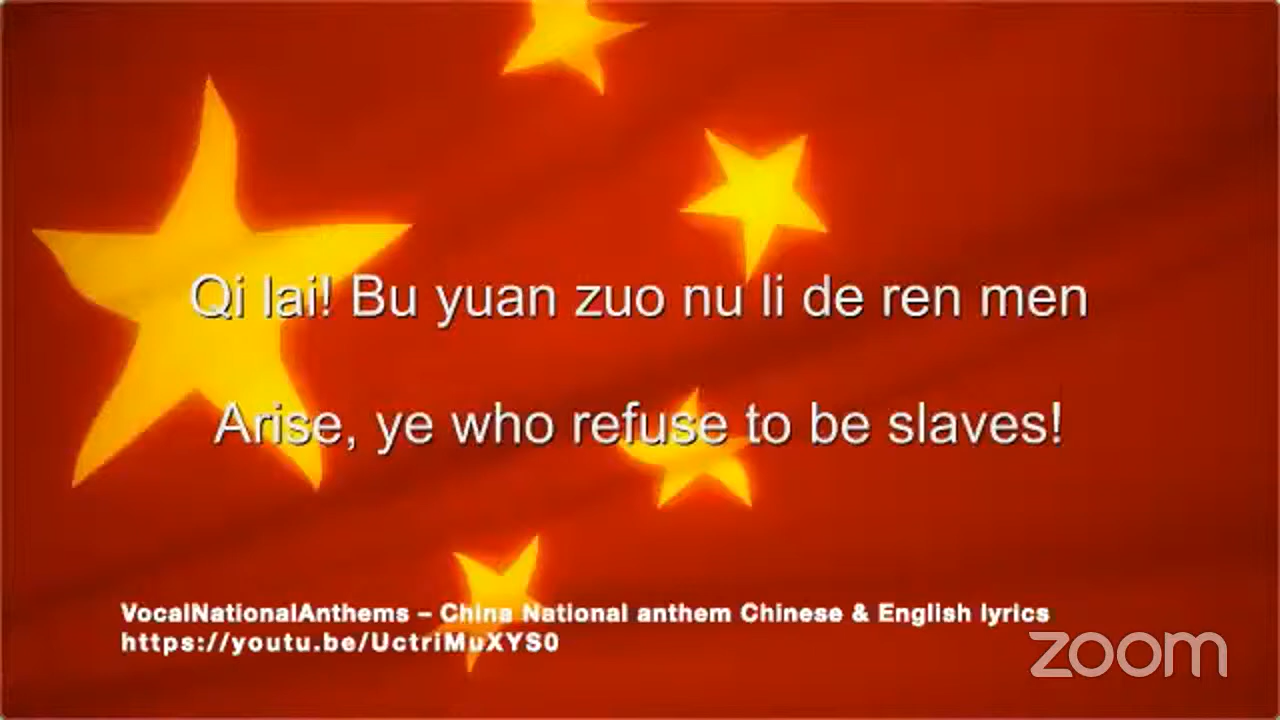 Qi lai! Bu yuan zuo nu li de ren men
Arise, ye who refuse to be slaves!
VocalNationalAnthems – China National anthem Chinese & English lyrics
https://youtu.be/UctriMuXYS0
zoom